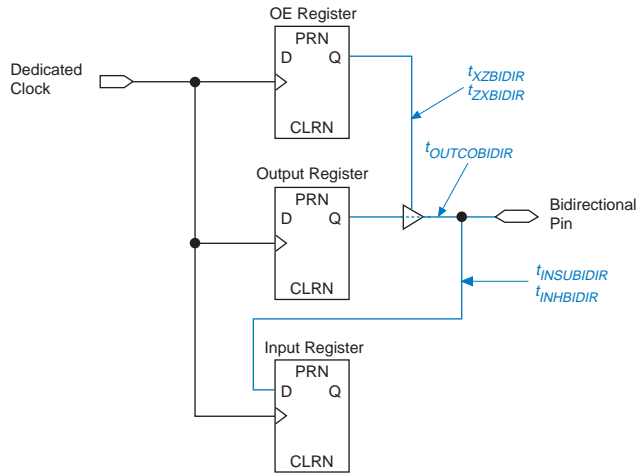 OE Register
PRN
D Q
CLRN
Dedicated
Clock
tXZBIDIR
tZXBIDIR
tOUTCOBIDIR
Output Register
PRN
D Q
CLRN
Bidirectional
Pin
tINSUBIDIR
tINHBIDIR
Input Register
PRN
D Q
CLRN